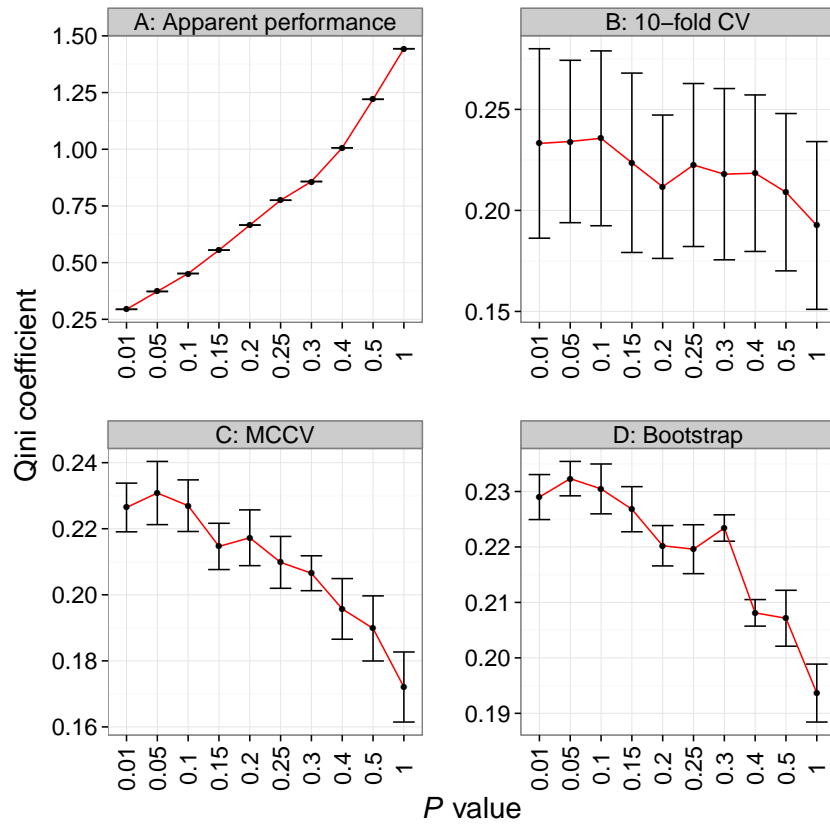 A: Apparent performance
1.50
1.25
1.00
0.75
0.50
0.25
0.01 0.05 0.1 0.15 0.2 0.25 0.3 0.4 0.5 1
B: 10−fold CV
0.25
0.20
0.15
0.01 0.05 0.1 0.15 0.2 0.25 0.3 0.4 0.5 1
Qini coefficient
C: MCCV
0.24
0.22
0.20
0.18
0.16
0.01 0.05 0.1 0.15 0.2 0.25 0.3 0.4 0.5 1
D: Bootstrap
0.23
0.22
0.21
0.20
0.19
0.01 0.05 0.1 0.15 0.2 0.25 0.3 0.4 0.5 1
P value